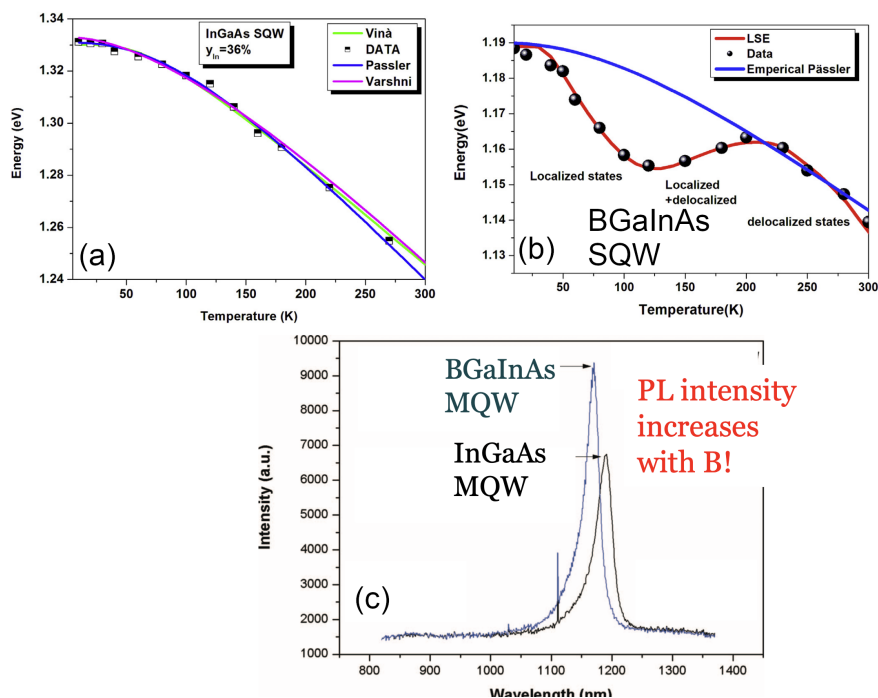 1.34
1.32
1.30
1.28
1.26
1.24
Energy (eV)
InGaAs SQW
y_In=36%
Vinà
DATA
Passler
Varshni
(a)
50
100
150
200
250
300
Temperature (K)
1.19
1.18
1.17
1.16
1.15
1.14
1.13
Energy(eV)
LSE
Data
Emperical Pässler
Localized states
Localized
+delocalized
delocalized states
(b)
BGaInAs
SQW
50
100
150
200
250
300
Temperature(K)
10000
9000
8000
7000
6000
5000
4000
3000
2000
1000
Intensity (a.u.)
BGaInAs
MQW
InGaAs
MQW
PL intensity
increases
with B!
(c)
800
900
1000
1100
1200
1300
1400
Wavelength (nm)